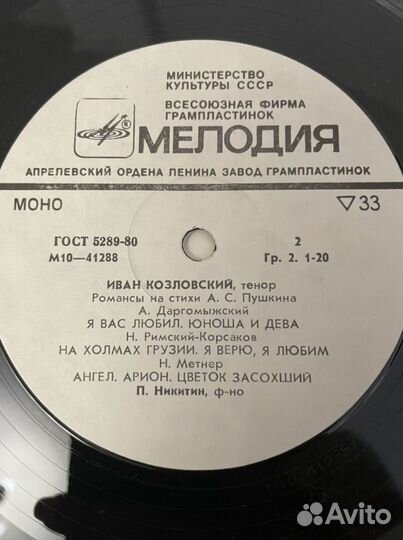 МИНИСТЕРСТВО
КУЛЬТУРЫ СССР
ВСЕСОЮЗНАЯ ФИРМА
ГРАМПЛАСТИНОК
МЕЛОДИЯ
АПРЕЛЕВСКИЙ ОРДЕНА ЛЕНИНА ЗАВОД ГРАМПЛАСТИНОК
МОНО ▽33
ГОСТ 5289-80 2
М10—41288 Гр. 2. 1-20
ИВАН КОЗЛОВСКИЙ, тенор
Романсы на стихи А. С. Пушкина
А. Даргомыжский
Я ВАС ЛЮБИЛ. ЮНОША И ДЕВА
Н. Римский-Корсаков
НА ХОЛМАХ ГРУЗИИ. Я ВЕРЮ, Я ЛЮБИМ
Н. Метнер
АНГЕЛ. АРИОН. ЦВЕТОК ЗАСОХШИЙ
П. Никитин, ф-но
Avito